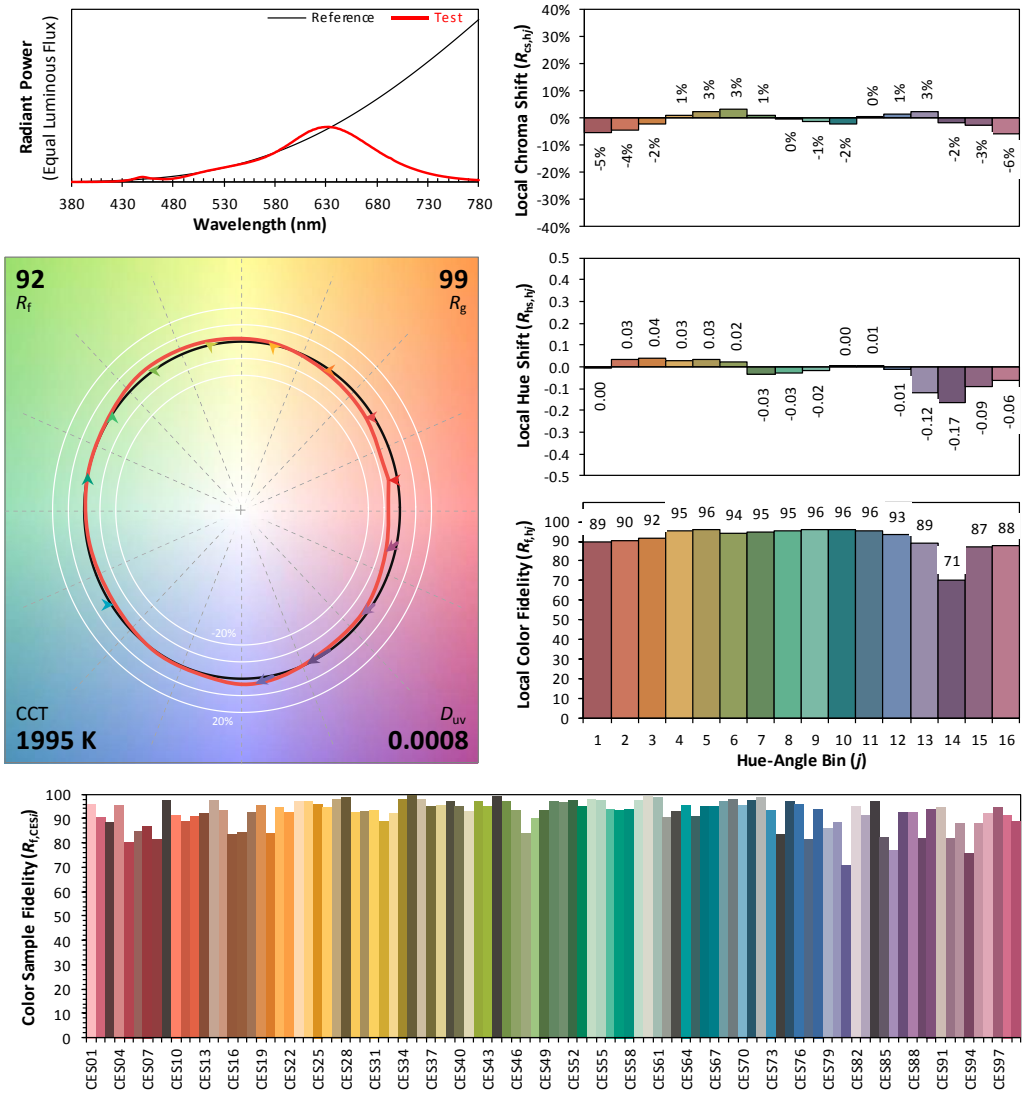 Reference Test
Radiant Power
(Equal Luminous Flux)
380 430 480 530 580 630 680 730 780
Wavelength (nm)
Local Chroma Shift (Rcs,hj)
40%
30%
20%
10%
0%
-10%
-20%
-30%
-40%
-5% -4% -2% 1% 3% 3% 1% 0% -1% -2% 0% 1% 3% -2% -3% -6%
92
Rf
99
Rg
-20%
20%
CCT
1995 K
Duv
0.0008
Local Hue Shift (Rhs,hj)
0.5
0.4
0.3
0.2
0.1
0.0
-0.1
-0.2
-0.3
-0.4
-0.5
0.00 0.03 0.04 0.03 0.03 0.02 -0.03 -0.03 -0.02 0.00 0.01 -0.01 -0.12 -0.17 -0.09 -0.06
Local Color Fidelity (Rf,hj)
100
90
80
70
60
50
40
30
20
10
0
89 90 92 95 96 94 95 95 96 96 96 93 89 71 87 88
1 2 3 4 5 6 7 8 9 10 11 12 13 14 15 16
Hue-Angle Bin (j)
Color Sample Fidelity (Rf,CESi)
100
90
80
70
60
50
40
30
20
10
0
CES01 CES04 CES07 CES10 CES13 CES16 CES19 CES22 CES25 CES28 CES31 CES34 CES37 CES40 CES43 CES46 CES49 CES52 CES55 CES58 CES61 CES64 CES67 CES70 CES73 CES76 CES79 CES82 CES85 CES88 CES91 CES94 CES97